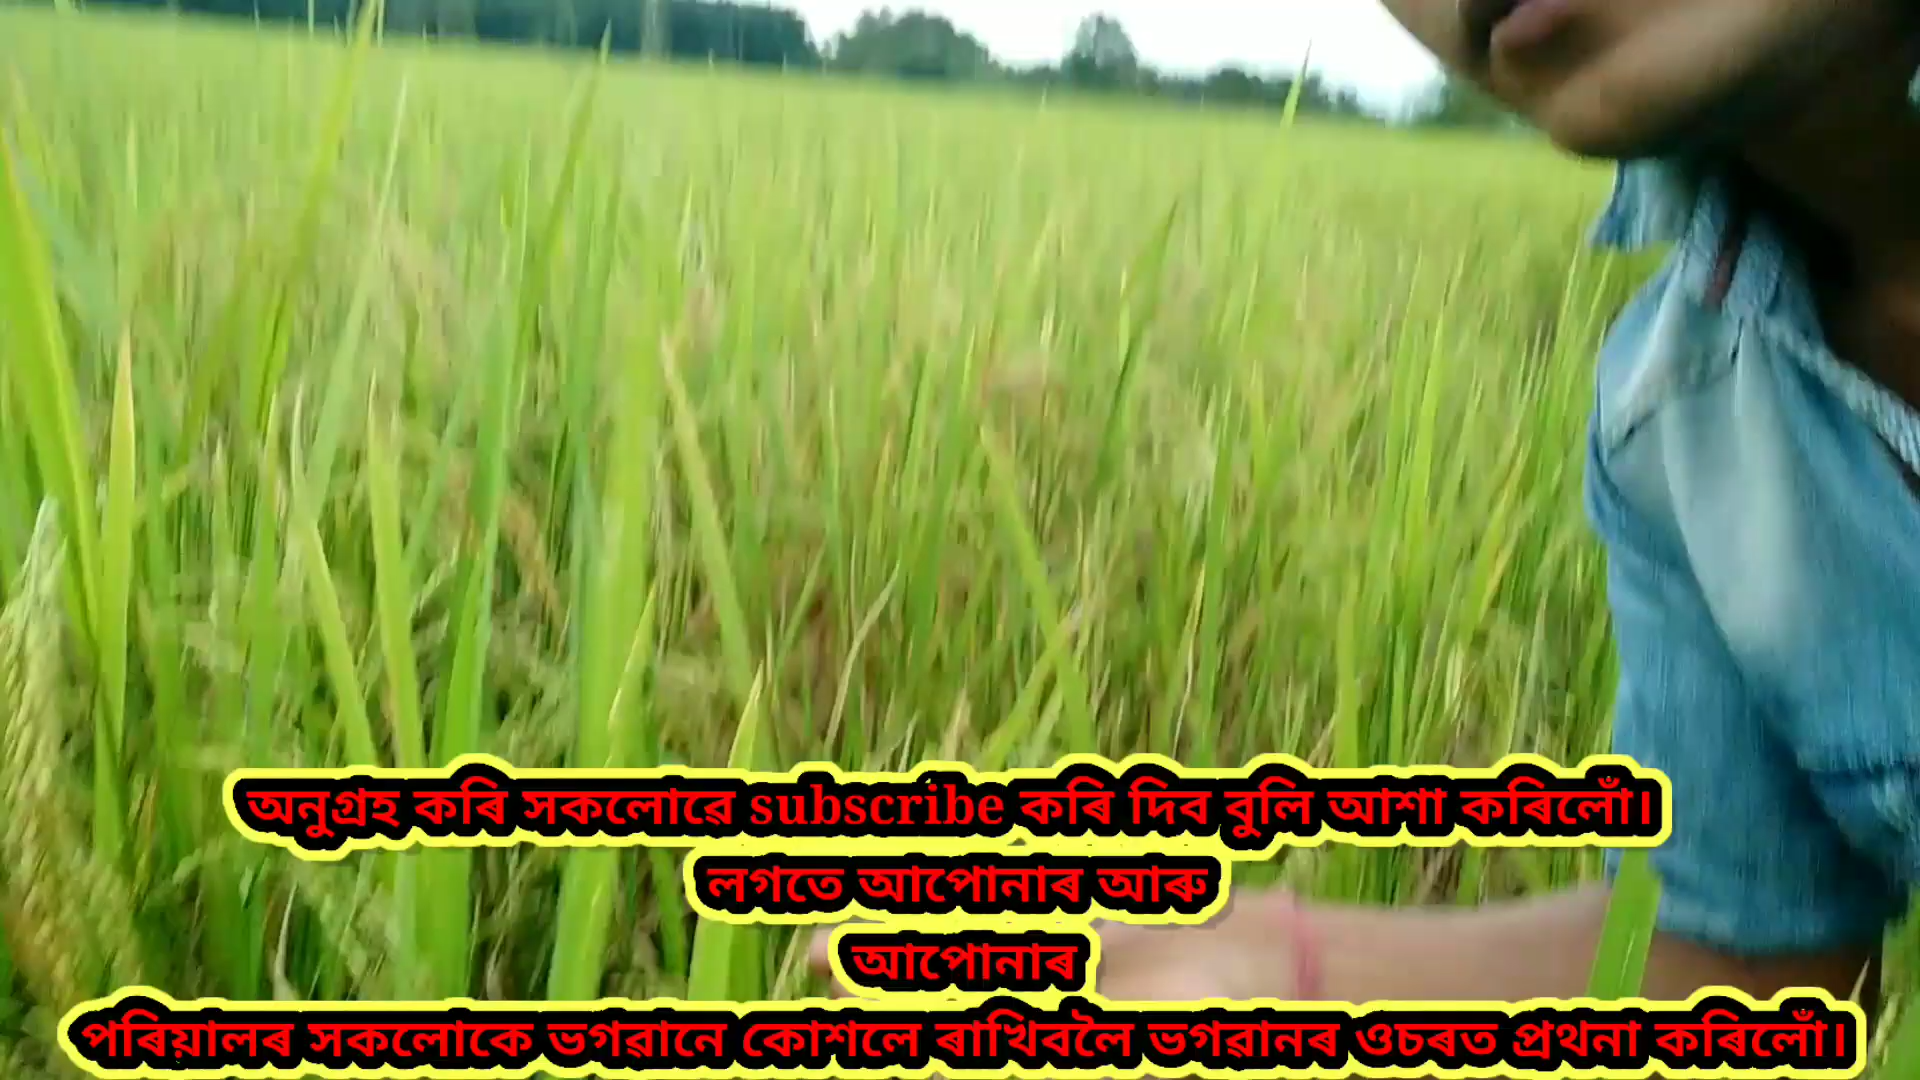 অনুগ্ৰহ কৰি সকলোৱে subscribe কৰি দিব বুলি আশা কৰিলোঁ।
লগতে আপোনাৰ আৰু
আপোনাৰ
পৰিয়ালৰ সকলোকে ভগৱানে কোশলে ৰাখিবলৈ ভগৱানৰ ওচৰত প্ৰথনা কৰিলোঁ।